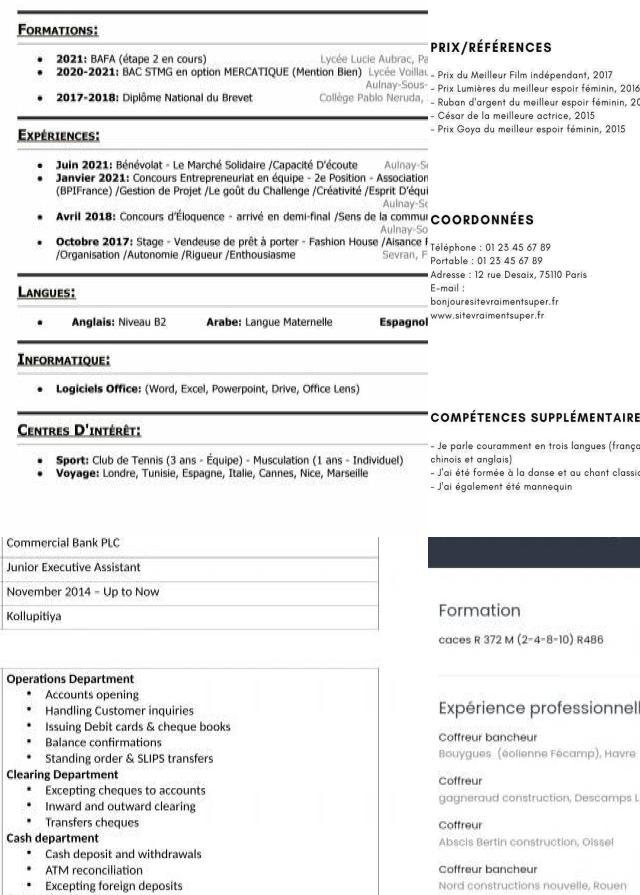 FORMATIONS:
2021: BAFA (étape 2 en cours) Lycée Lucie Aubrac, Pa
2020-2021: BAC STMG en option MERCATIQUE (Mention Bien) Lycée Voillau
Aulnay-Sous-
2017-2018: Diplôme National du Brevet Collège Pablo Neruda,
EXPÉRIENCES:
Juin 2021: Bénévolat - Le Marché Solidaire /Capacité D'écoute Aulnay-So
Janvier 2021: Concours Entrepreneuriat en équipe - 2e Position - Association
(BPIFrance) /Gestion de Projet /Le goût du Challenge /Créativité /Esprit D'équi
Aulnay-So
Avril 2018: Concours d'Éloquence - arrivé en demi-final /Sens de la commu
Aulnay-So
Octobre 2017: Stage - Vendeuse de prêt à porter - Fashion House /Aisance
/Organisation /Autonomie /Rigueur /Enthousiasme Sevran, F
LANGUES:
Anglais: Niveau B2 Arabe: Langue Maternelle Espagnol
INFORMATIQUE:
Logiciels Office: (Word, Excel, Powerpoint, Drive, Office Lens)
CENTRES D'INTÉRÊT:
Sport: Club de Tennis (3 ans - Équipe) - Musculation (1 ans - Individuel)
Voyage: Londre, Tunisie, Espagne, Italie, Cannes, Nice, Marseille
PRIX/RÉFÉRENCES
- Prix du Meilleur Film indépendant, 2017
- Prix Lumières du meilleur espoir féminin, 2016
- Ruban d'argent du meilleur espoir féminin, 20
- César de la meilleure actrice, 2015
- Prix Goya du meilleur espoir féminin, 2015
COORDONNÉES
Téléphone : 01 23 45 67 89
Portable : 01 23 45 67 89
Adresse : 12 rue Desaix, 75110 Paris
E-mail :
bonjouresitevraimentsuper.fr
www.sitevraimentsuper.fr
COMPÉTENCES SUPPLÉMENTAIRE
- Je parle couramment en trois langues (frança
chinois et anglais)
- J'ai été formée à la danse et au chant classic
- J'ai également été mannequin
Commercial Bank PLC
Junior Executive Assistant
November 2014 – Up to Now
Kollupitiya
Operations Department
Accounts opening
Handling Customer inquiries
Issuing Debit cards & cheque books
Balance confirmations
Standing order & SLIPS transfers
Clearing Department
Excepting cheques to accounts
Inward and outward clearing
Transfers cheques
Cash department
Cash deposit and withdrawals
ATM reconciliation
Excepting foreign deposits
Formation
caces R 372 M (2-4-8-10) R486
Expérience professionnell
Coffreur bancheur
Bouygues (éolienne Fécamp), Havre
Coffreur
gagneraud construction, Descamps L
Coffreur
Abscis Bertin construction, Oissel
Coffreur bancheur
Nord constructions nouvelle, Rouen